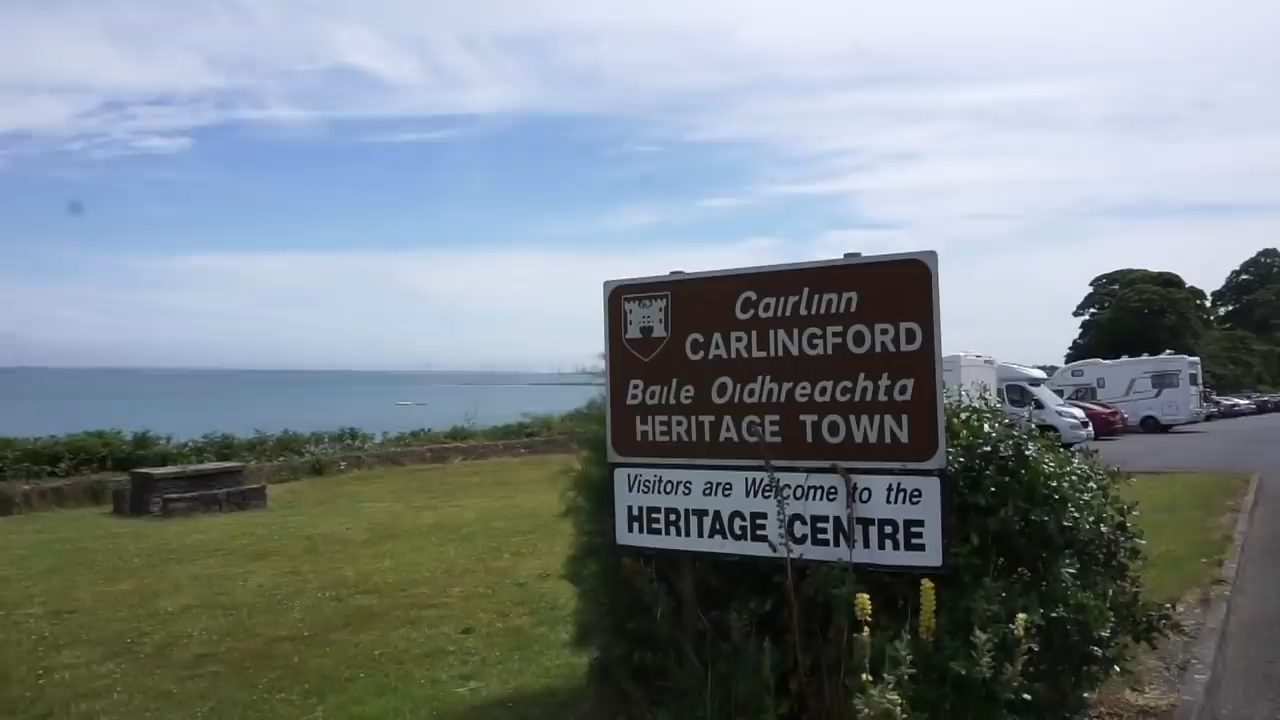 Cairlinn
CARLINGFORD
Baile Oidhreachta
HERITAGE TOWN
Visitors are Welcome to the
HERITAGE CENTRE